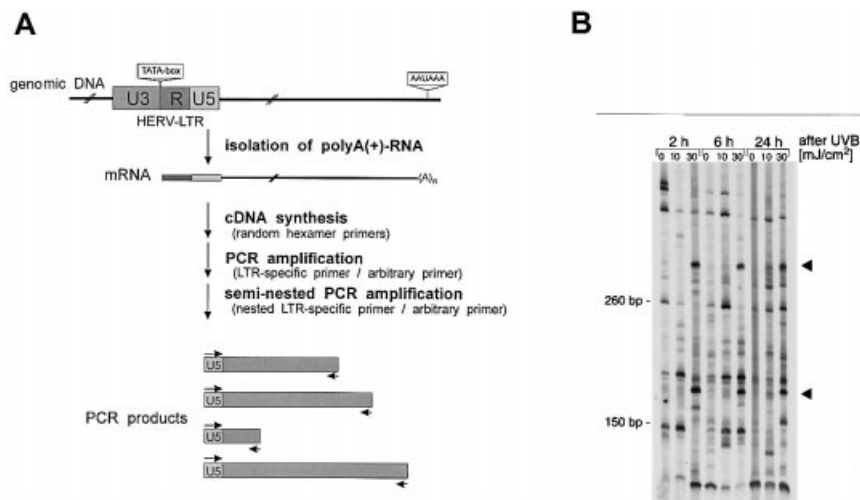 A
genomic DNA
TATA-box
U3 R U5
AAUAAA
HERV-LTR
isolation of polyA(+)-RNA
mRNA
(A)n
cDNA synthesis
(random hexamer primers)
PCR amplification
(LTR-specific primer / arbitrary primer)
semi-nested PCR amplification
(nested LTR-specific primer / arbitrary primer)
PCR products
U5
U5
U5
U5
B
2 h 6 h 24 h after UVB
0 10 30 0 10 30 0 10 30 [mJ/cm²]
260 bp -
150 bp -